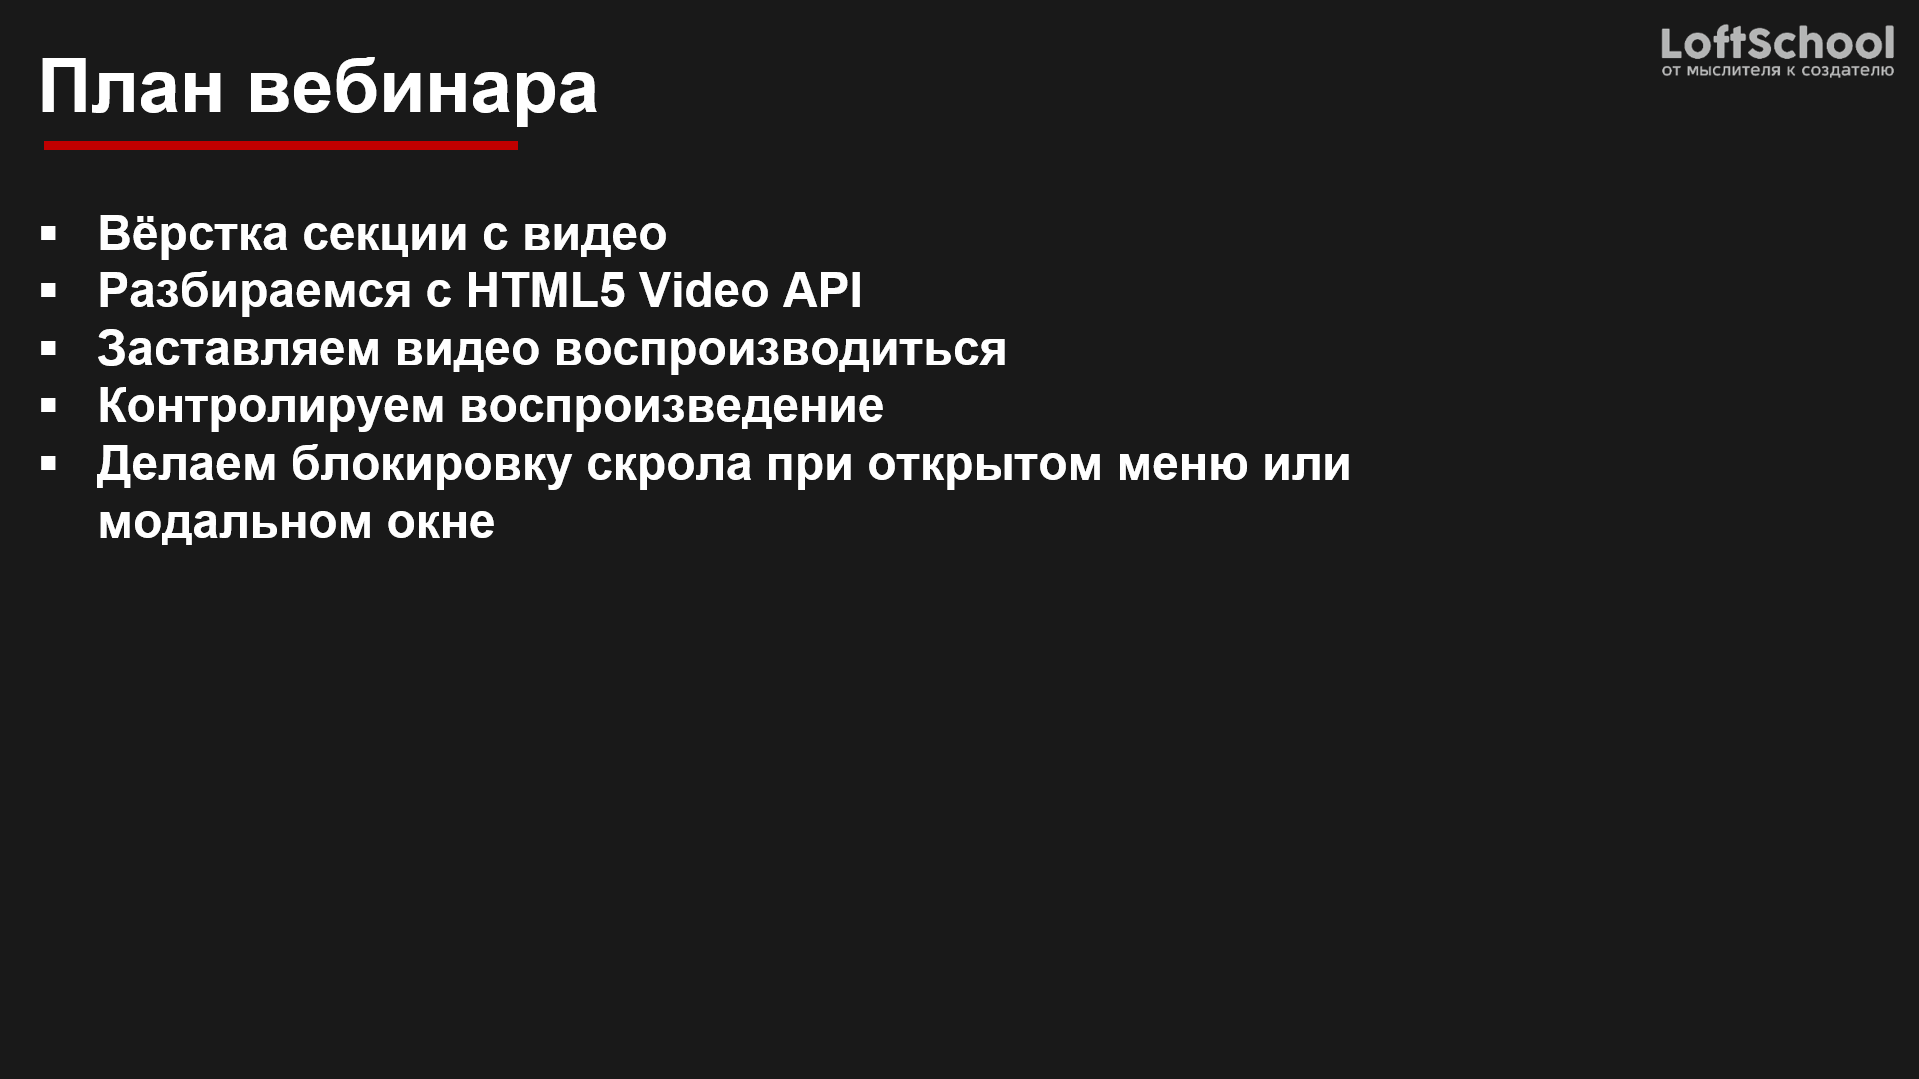 LoftSchool
от мыслителя к создателю
План вебинара
Вёрстка секции с видео
Разбираемся с HTML5 Video API
Заставляем видео воспроизводиться
Контролируем воспроизведение
Делаем блокировку скрола при открытом меню или
модальном окне